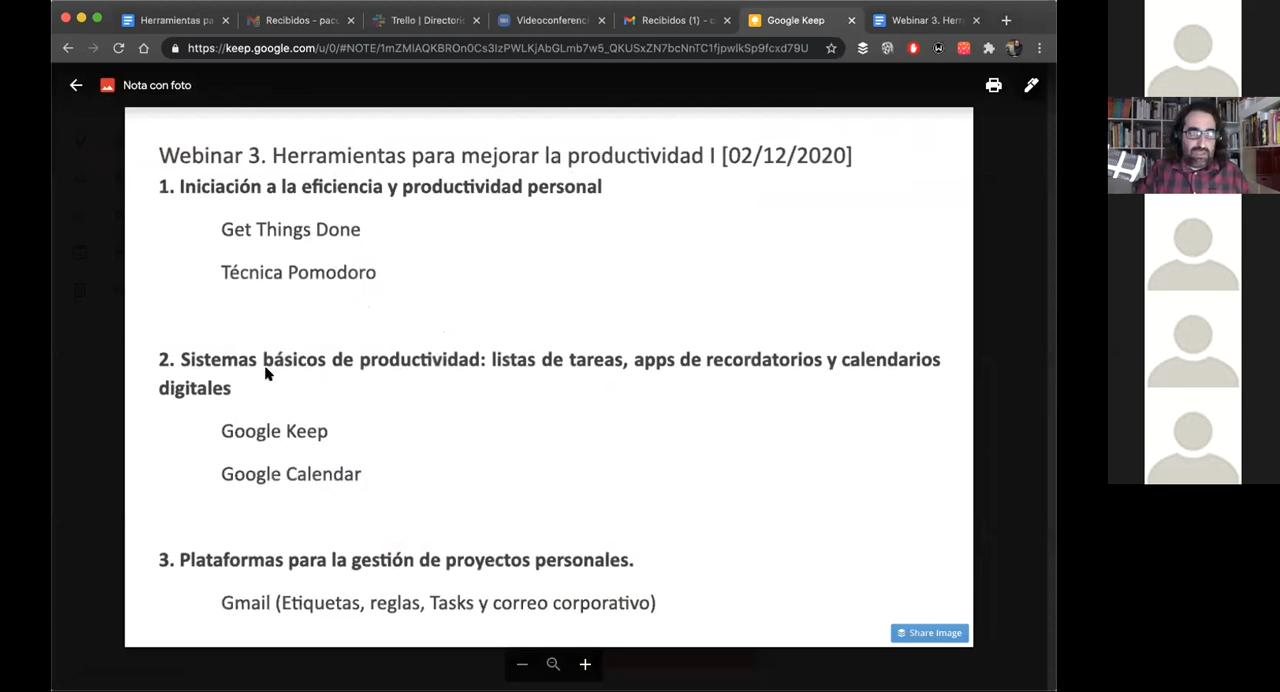 Herramientas pa
Recibidos - pacu
Trello | Directorio
Videoconferenc
Recibidos (1) - c
Google Keep
Webinar 3. Herr
https://keep.google.com/u/0/#NOTE/1mZMlAQKBROn0Cs3IzPWLKjAbGLmb7w5_QKUSxZN7bcNnTC1fjpwlkSp9fcxd79U
Nota con foto
Webinar 3. Herramientas para mejorar la productividad I [02/12/2020]
1. Iniciación a la eficiencia y productividad personal
Get Things Done
Técnica Pomodoro
2. Sistemas básicos de productividad: listas de tareas, apps de recordatorios y calendarios
digitales
Google Keep
Google Calendar
3. Plataformas para la gestión de proyectos personales.
Gmail (Etiquetas, reglas, Tasks y correo corporativo)
Share Image